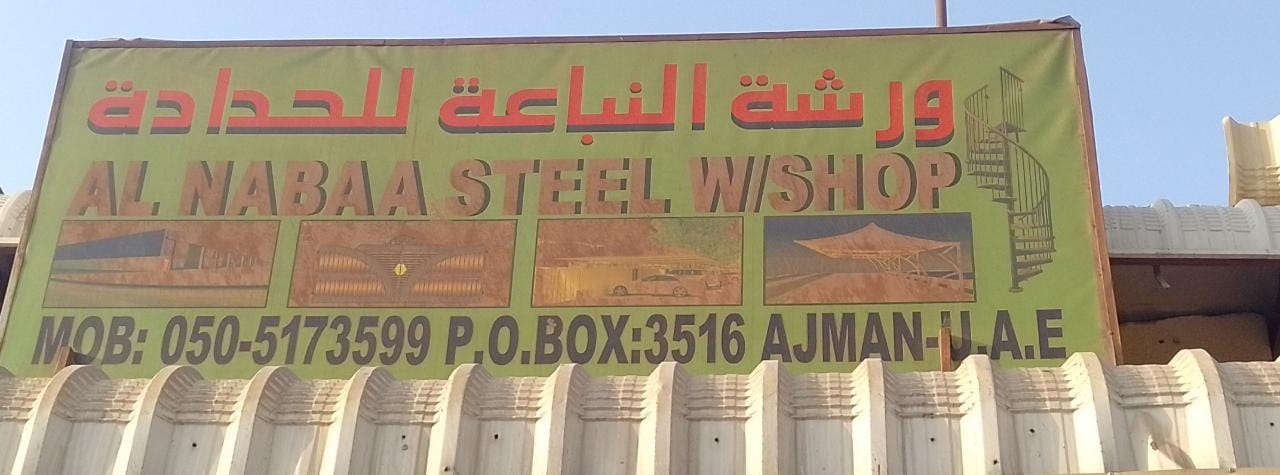 ورشة النباعة للحدادة
AL NABAA STEEL W/SHOP
MOB: 050-5173599 P.O.BOX:3516 AJMAN-U.A.E